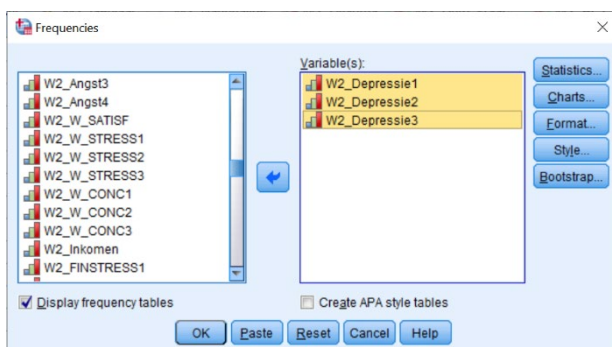 Frequencies
W2_Angst3
W2_Angst4
W2_W_SATISF
W2_W_STRESS1
W2_W_STRESS2
W2_W_STRESS3
W2_W_CONC1
W2_W_CONC2
W2_W_CONC3
W2_Inkomen
W2_FINSTRESS1
Variable(s):
W2_Depressie1
W2_Depressie2
W2_Depressie3
Statistics...
Charts...
Format...
Style...
Bootstrap...
Display frequency tables
Create APA style tables
OK Paste Reset Cancel Help